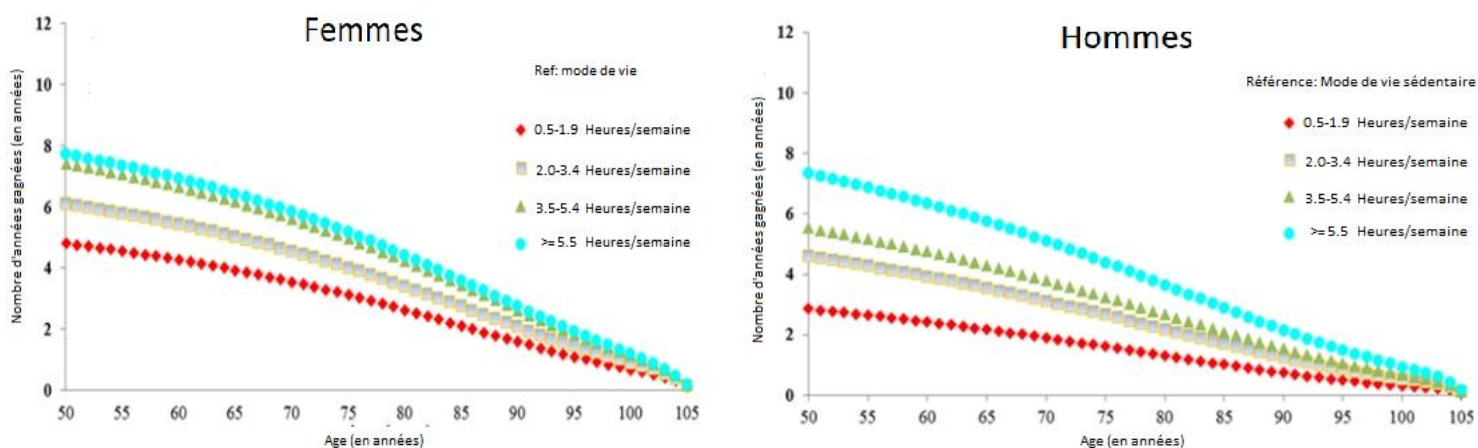 Femmes
Ref: mode de vie
0.5-1.9 Heures/semaine
2.0-3.4 Heures/semaine
3.5-5.4 Heures/semaine
>=5.5 Heures/semaine
Nombre d'années gagnées (en années)
12
10
8
6
4
2
0
50 55 60 65 70 75 80 85 90 95 100 105
Age (en années)
Hommes
Référence: Mode de vie sédentaire
0.5-1.9 Heures/semaine
2.0-3.4 Heures/semaine
3.5-5.4 Heures/semaine
>=5.5 Heures/semaine
Nombre d'années gagnées (en années)
12
10
8
6
4
2
0
50 55 60 65 70 75 80 85 90 95 100 105
Age (en années)